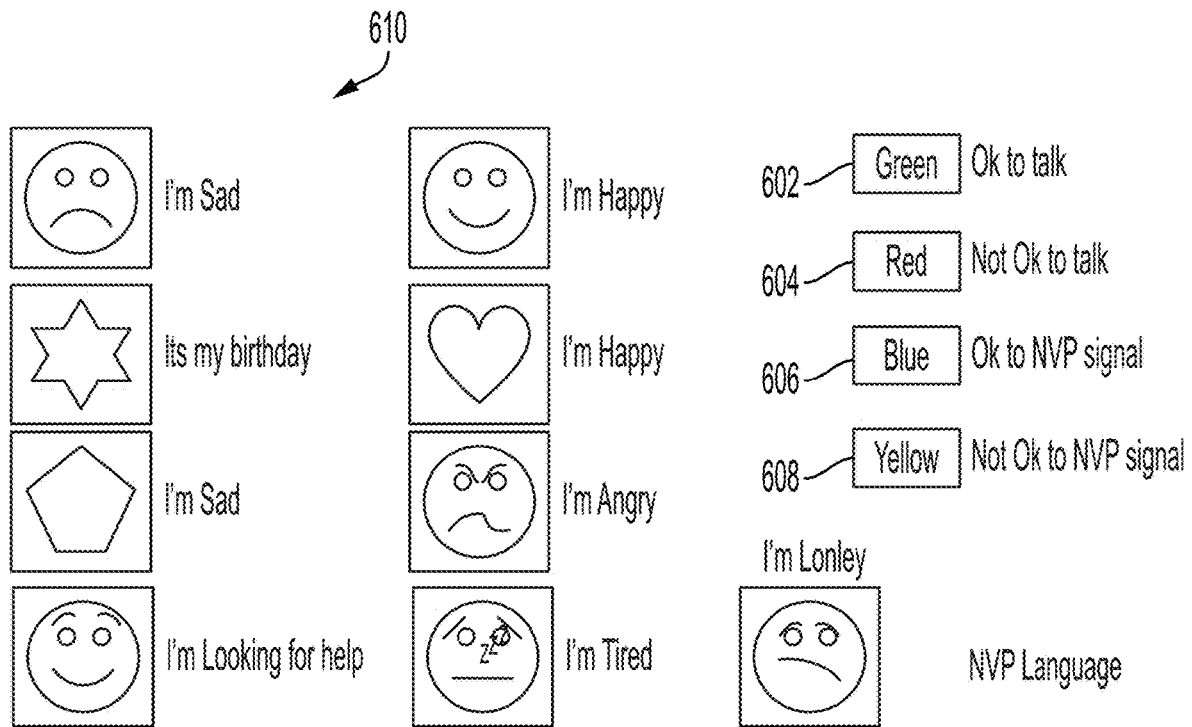 610
I'm Sad
I'm Happy
602
Green
Ok to talk
604
Red
Not Ok to talk
Its my birthday
I'm Happy
606
Blue
Ok to NVP signal
I'm Sad
I'm Angry
608
Yellow
Not Ok to NVP signal
I'm Lonley
I'm Looking for help
zzz
I'm Tired
NVP Language